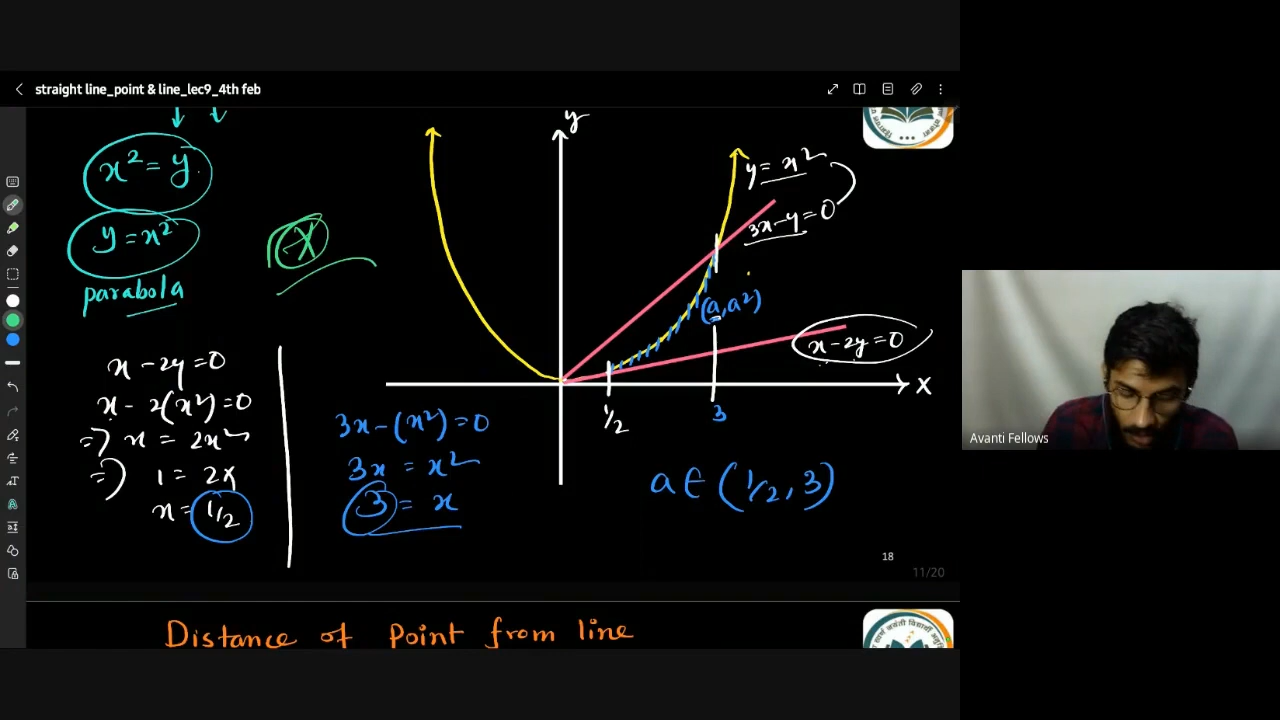 straight line_point & line_lec9_4th feb
x² = y
y = x²
parabola
x
y
y = x²
3x-y=0
(a, a²)
x-2y=0
X
1/2
3
x - 2y = 0
x - 2(x²) = 0
=> x = 2x²
=> 1 = 2x
x = 1/2
3x - (x²) = 0
3x = x²
3 = x
a ∈ (1/2, 3)
18
11/20
Distance of Point from line
Avanti Fellows